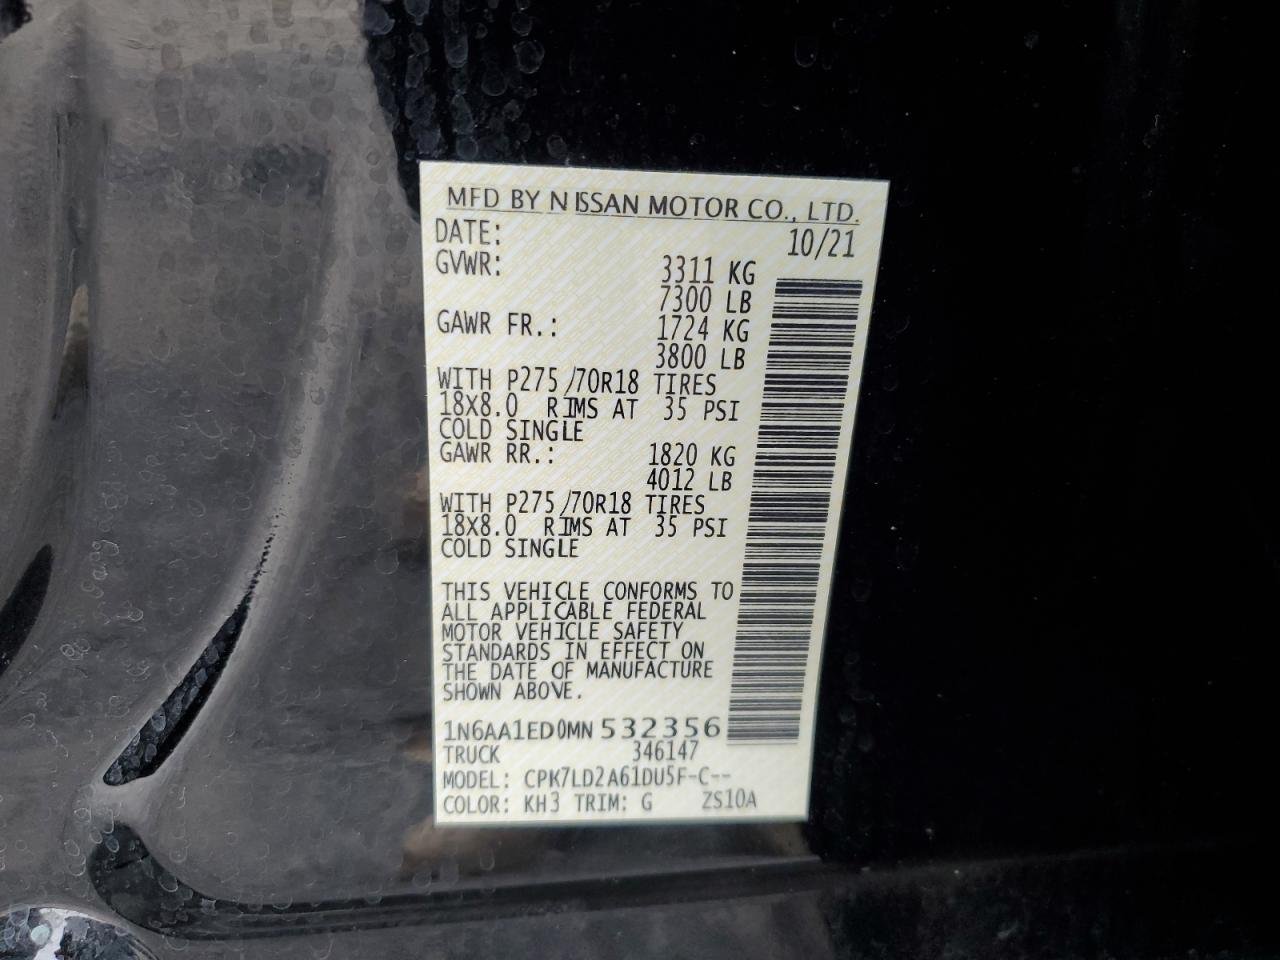 MFD BY NISSAN MOTOR CO., LTD.
DATE: 10/21
GVWR: 3311 KG
7300 LB
GAWR FR.: 1724 KG
3800 LB
WITH P275/70R18 TIRES
18X8.0 RIMS AT 35 PSI
COLD SINGLE
GAWR RR.: 1820 KG
4012 LB
WITH P275/70R18 TIRES
18X8.0 RIMS AT 35 PSI
COLD SINGLE
THIS VEHICLE CONFORMS TO
ALL APPLICABLE FEDERAL
MOTOR VEHICLE SAFETY
STANDARDS IN EFFECT ON
THE DATE OF MANUFACTURE
SHOWN ABOVE.
1N6AA1ED0MN532356
TRUCK 346147
MODEL: CPK7LD2A61DU5F-C--
COLOR: KH3 TRIM: G ZS10A